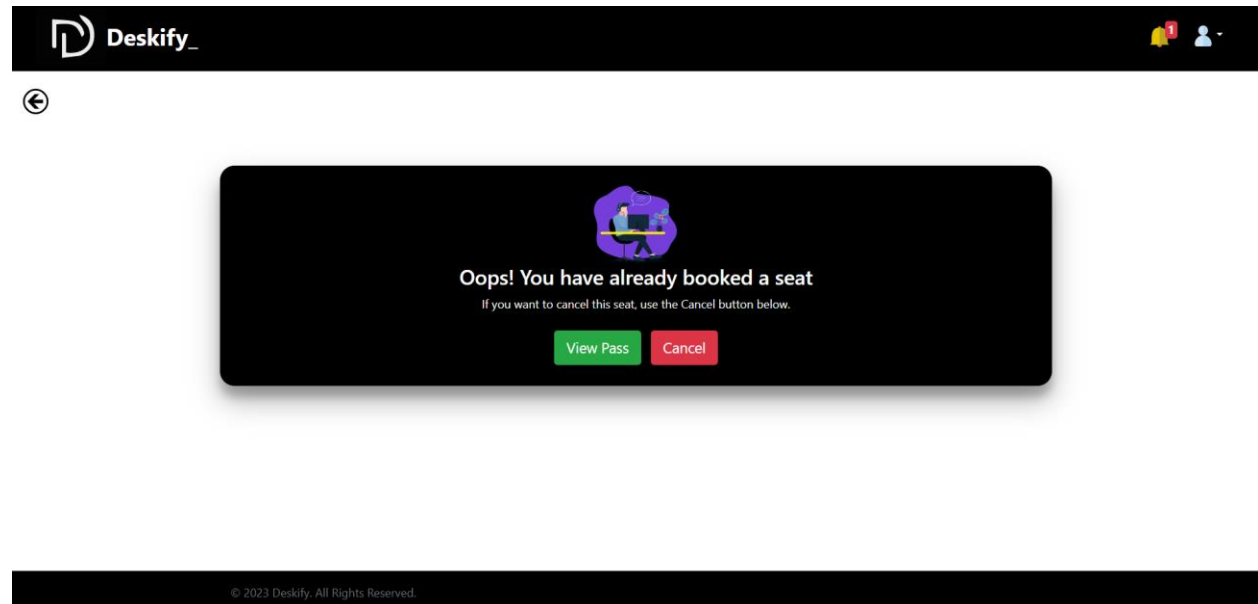 Deskify_
1
Oops! You have already booked a seat
If you want to cancel this seat, use the Cancel button below.
View Pass
Cancel
© 2023 Deskify. All Rights Reserved.